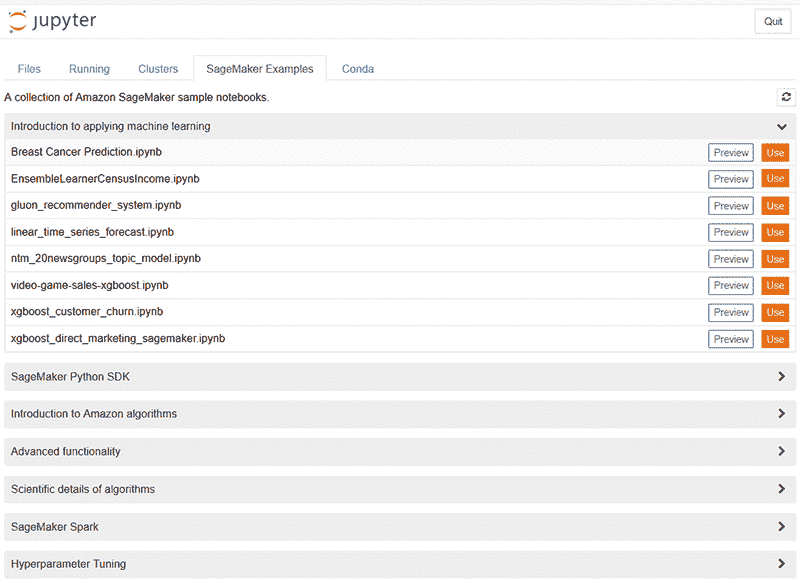 jupyter
Quit
Files Running Clusters SageMaker Examples Conda
A collection of Amazon SageMaker sample notebooks.
Introduction to applying machine learning
Breast Cancer Prediction.ipynb Preview Use
EnsembleLearnerCensusIncome.ipynb Preview Use
gluon_recommender_system.ipynb Preview Use
linear_time_series_forecast.ipynb Preview Use
ntm_20newsgroups_topic_model.ipynb Preview Use
video-game-sales-xgboost.ipynb Preview Use
xgboost_customer_churn.ipynb Preview Use
xgboost_direct_marketing_sagemaker.ipynb Preview Use
SageMaker Python SDK
Introduction to Amazon algorithms
Advanced functionality
Scientific details of algorithms
SageMaker Spark
Hyperparameter Tuning